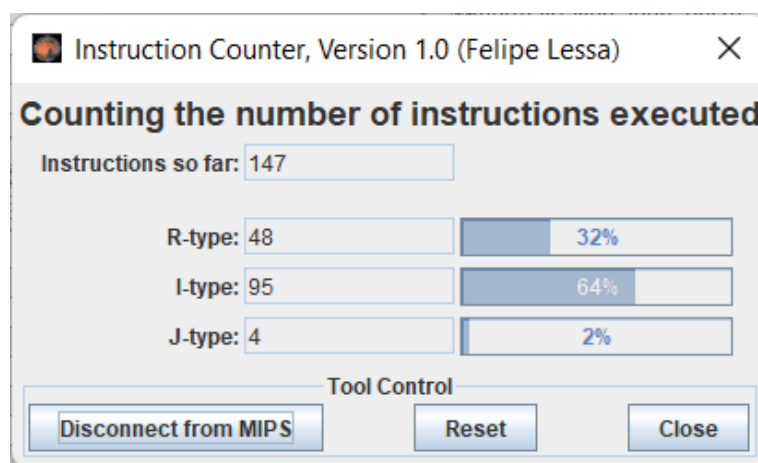 Instruction Counter, Version 1.0 (Felipe Lessa)
Counting the number of instructions executed
Instructions so far: 147
R-type: 48 32%
I-type: 95 64%
J-type: 4 2%
Tool Control
Disconnect from MIPS Reset Close